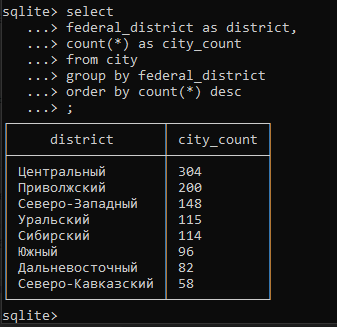 sqlite> select
...> federal_district as district,
...> count(*) as city_count
...> from city
...> group by federal_district
...> order by count(*) desc
...> ;
district city_count
Центральный 304
Приволжский 200
Северо-Западный 148
Уральский 115
Сибирский 114
Южный 96
Дальневосточный 82
Северо-Кавказский 58
sqlite>